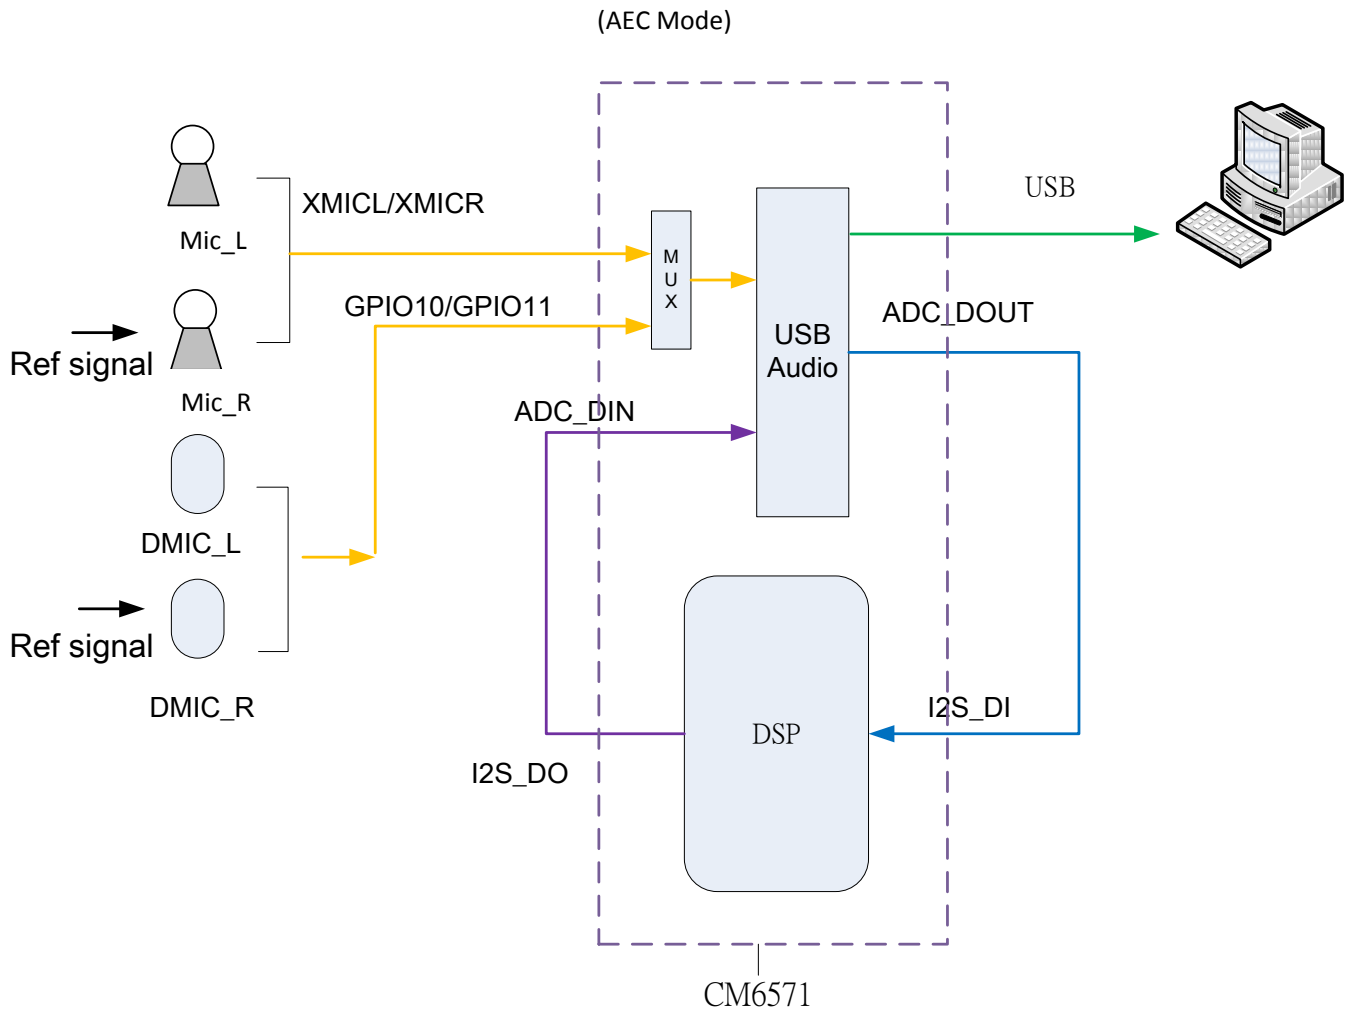 (AEC Mode)
USB
XMICL/XMICR
Mic_L
M
U
X
GPIO10/GPIO11
ADC_DOUT
USB
Audio
Ref signal
Mic_R
ADC_DIN
DMIC_L
Ref signal
DMIC_R
I2S_DI
DSP
I2S_DO
CM6571